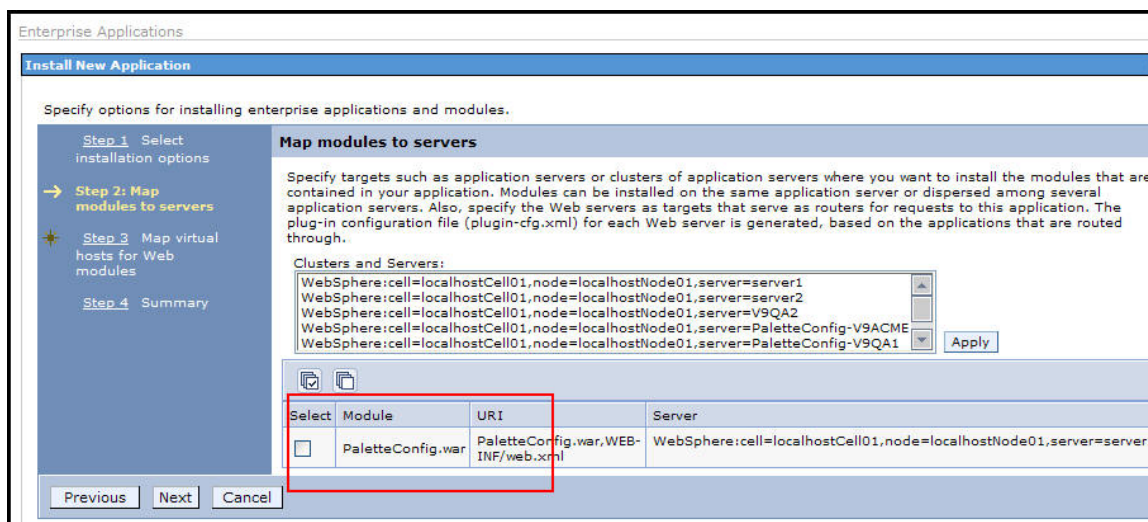 Enterprise Applications
Install New Application
Specify options for installing enterprise applications and modules.
Step 1 Select
installation options
Step 2: Map
modules to servers
Step 3 Map virtual
hosts for Web
modules
Step 4 Summary
Map modules to servers
Specify targets such as application servers or clusters of application servers where you want to install the modules that are
contained in your application. Modules can be installed on the same application server or dispersed among several
application servers. Also, specify the Web servers as targets that serve as routers for requests to this application. The
plug-in configuration file (plugin-cfg.xml) for each Web server is generated, based on the applications that are routed
through.
Clusters and Servers:
WebSphere:cell=localhostCell01,node=localhostNode01,server=server1
WebSphere:cell=localhostCell01,node=localhostNode01,server=server2
WebSphere:cell=localhostCell01,node=localhostNode01,server=V9QA2
WebSphere:cell=localhostCell01,node=localhostNode01,server=PaletteConfig-V9ACME
WebSphere:cell=localhostCell01,node=localhostNode01,server=PaletteConfig-V9QA1
Apply
Select Module URI Server
PaletteConfig.war PaletteConfig.war,WEB- WebSphere:cell=localhostCell01,node=localhostNode01,server=server
INF/web.xml
Previous Next Cancel